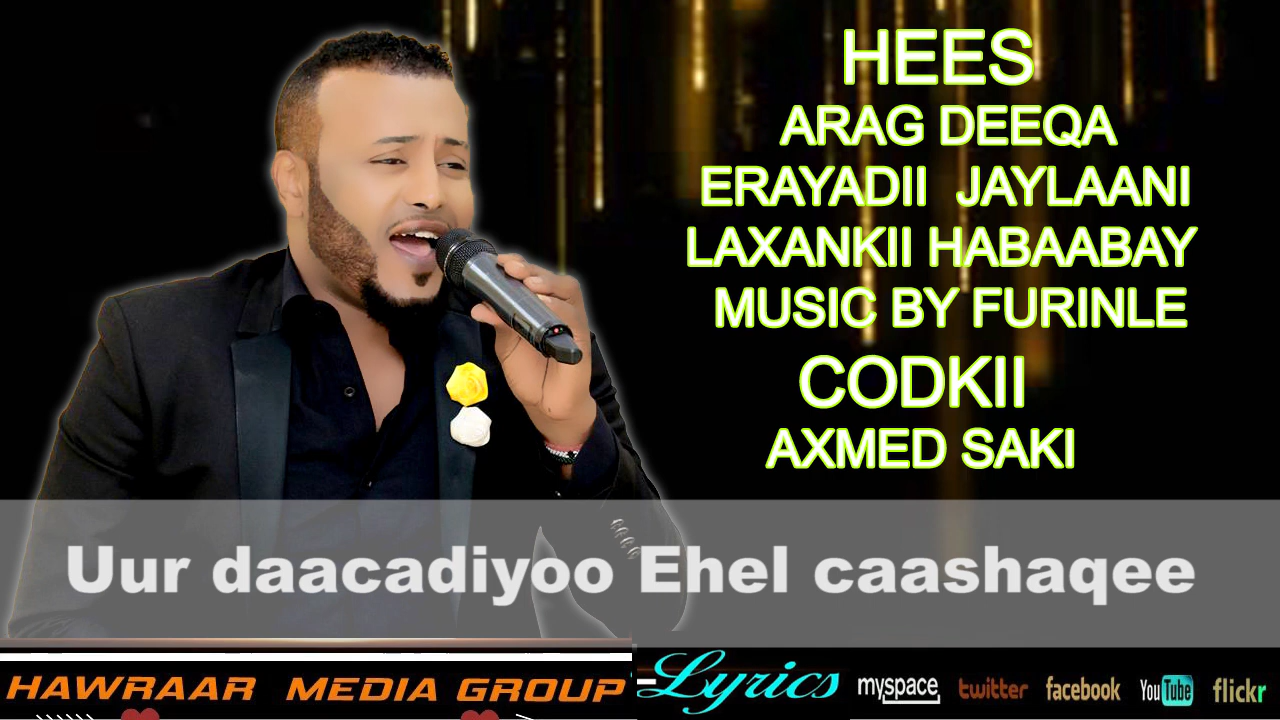 HEES
ARAG DEEQA
ERAYADII JAYLAANI
LAXANKII HABAABAY
MUSIC BY FURINLE
CODKII
AXMED SAKI
Uur daacadiyoo Ehel caashaqee
HAWRAAR MEDIA GROUP Lyrics myspace twitter facebook YouTube flickr